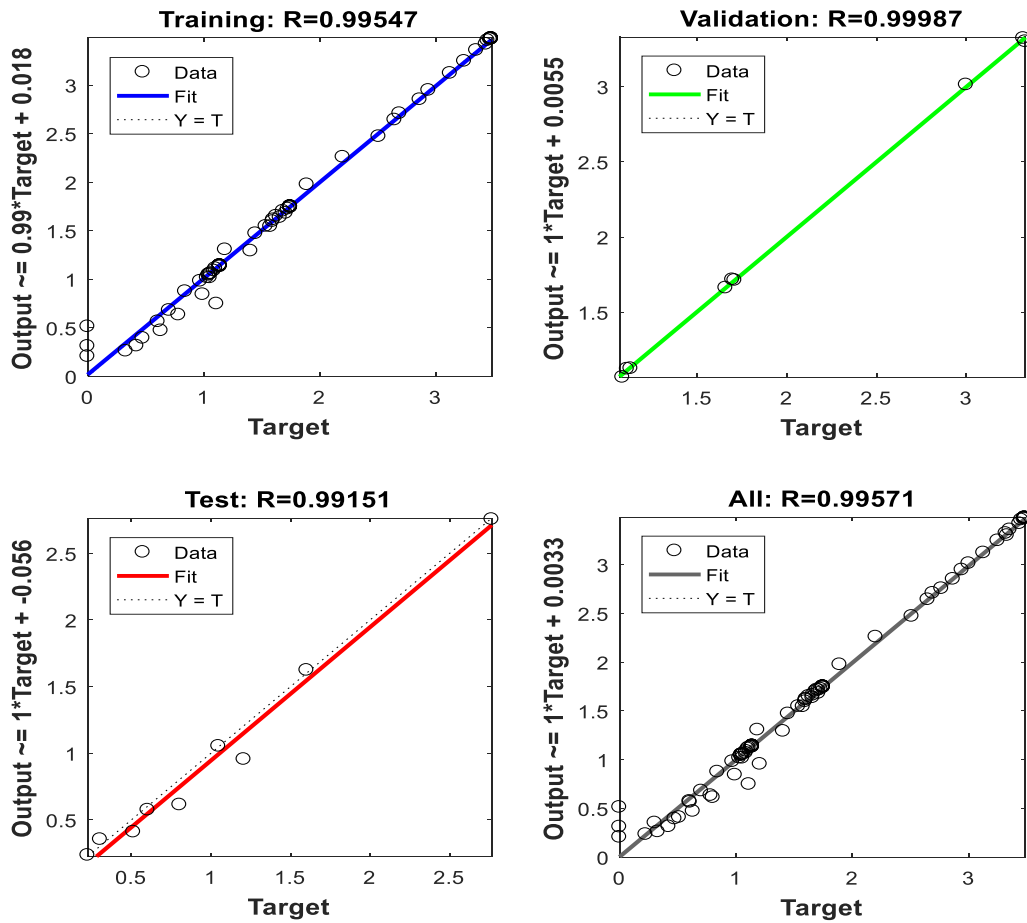 Training: R=0.99547
Output ~= 0.99*Target + 0.018
Data
Fit
Y = T
3
2.5
2
1.5
1
0.5
0
0 1 2 3
Target
Validation: R=0.99987
Output ~= 1*Target + 0.0055
Data
Fit
Y = T
3
2.5
2
1.5
1.5 2 2.5 3
Target
Test: R=0.99151
Output ~= 1*Target + -0.056
Data
Fit
Y = T
2.5
2
1.5
1
0.5
0.5 1 1.5 2 2.5
Target
All: R=0.99571
Output ~= 1*Target + 0.0033
Data
Fit
Y = T
3
2.5
2
1.5
1
0.5
0
0 1 2 3
Target